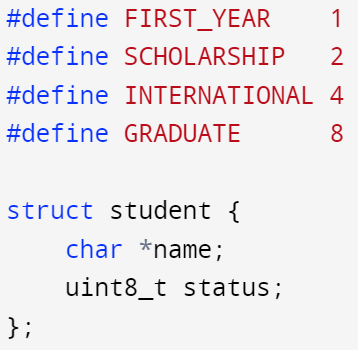 #define FIRST_YEAR    1
#define SCHOLARSHIP   2
#define INTERNATIONAL 4
#define GRADUATE      8

struct student {
    char *name;
    uint8_t status;
};